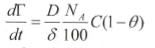 dΓ/dt = D/δ N_A/100 C(1-θ)